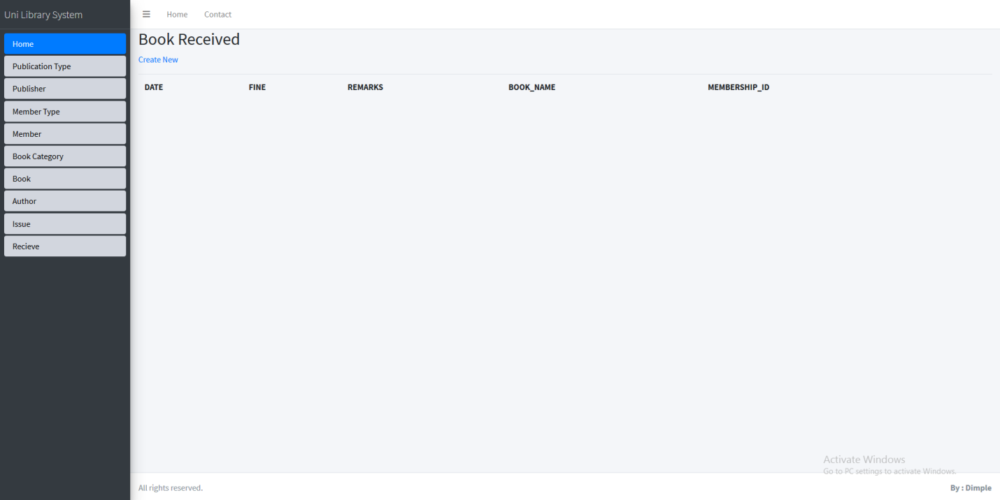 Uni Library System
Home Contact
Home
Publication Type
Publisher
Member Type
Member
Book Category
Book
Author
Issue
Recieve
Book Received
Create New
DATE FINE REMARKS BOOK_NAME MEMBERSHIP_ID
Activate Windows
Go to PC settings to activate Windows.
All rights reserved.
By : Dimple